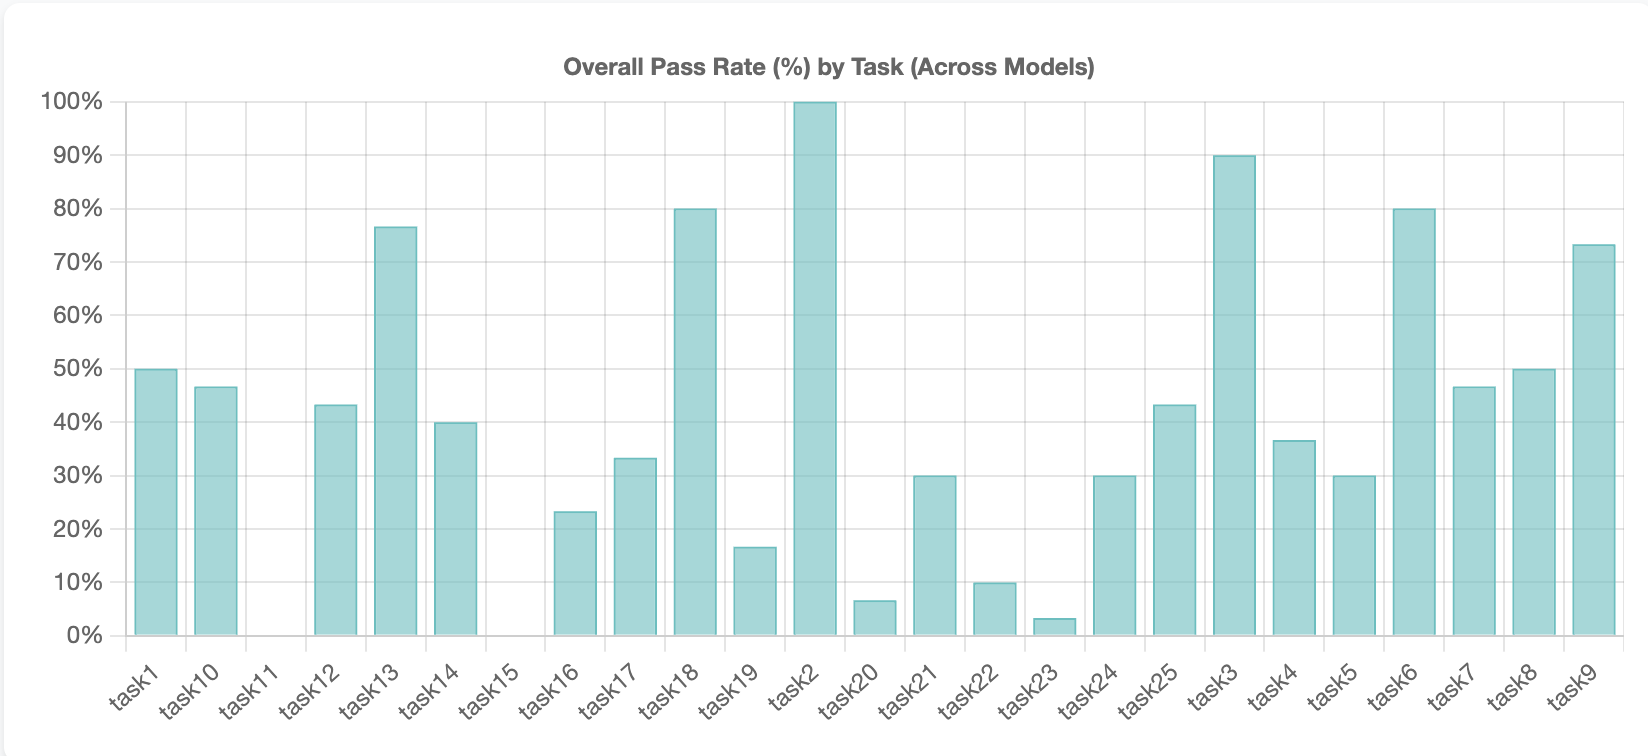 Overall Pass Rate (%) by Task (Across Models)
100%
90%
80%
70%
60%
50%
40%
30%
20%
10%
0%
task1
task10
task11
task12
task13
task14
task15
task16
task17
task18
task19
task2
task20
task21
task22
task23
task24
task25
task3
task4
task5
task6
task7
task8
task9